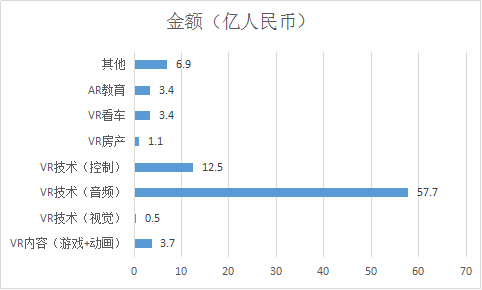 金额（亿人民币）
其他 6.9
AR教育 3.4
VR看车 3.4
VR房产 1.1
VR技术（控制） 12.5
VR技术（音频） 57.7
VR技术（视觉） 0.5
VR内容（游戏+动画） 3.7
0 10 20 30 40 50 60 70